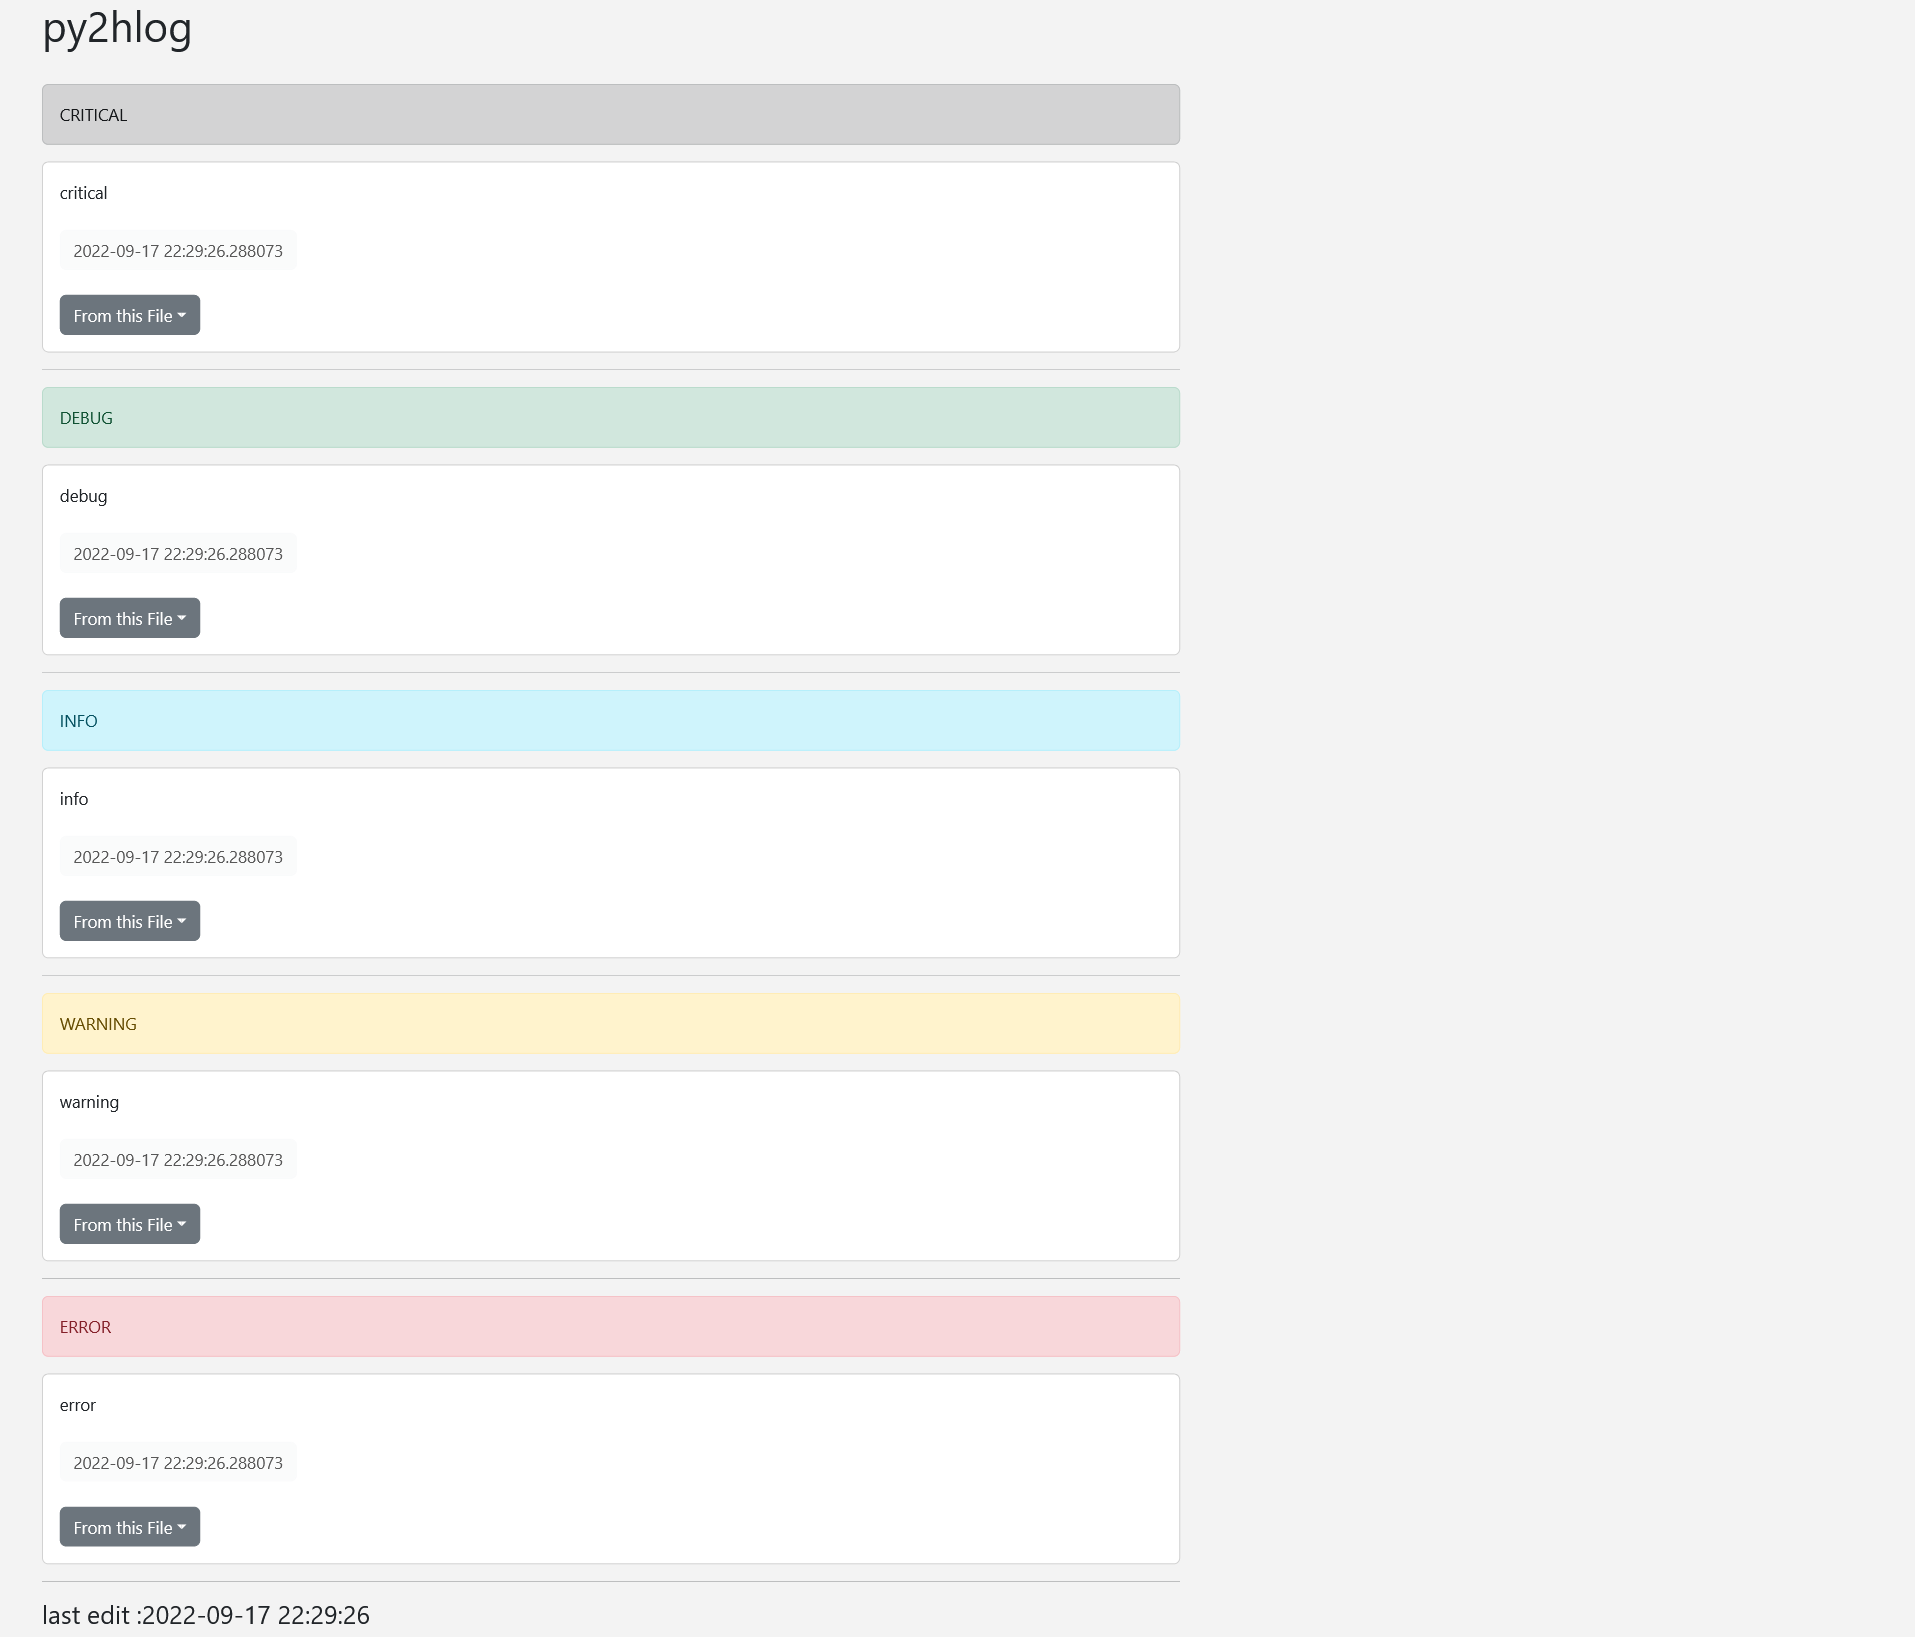 py2hlog
CRITICAL
critical
2022-09-17 22:29:26.288073
From this File
DEBUG
debug
2022-09-17 22:29:26.288073
From this File
INFO
info
2022-09-17 22:29:26.288073
From this File
WARNING
warning
2022-09-17 22:29:26.288073
From this File
ERROR
error
2022-09-17 22:29:26.288073
From this File
last edit :2022-09-17 22:29:26